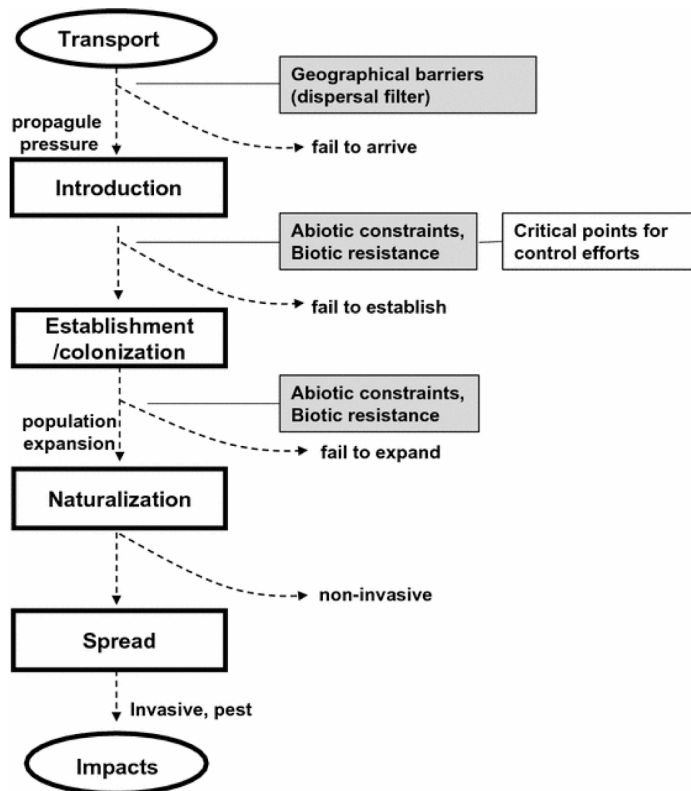 Transport
Geographical barriers
(dispersal filter)
propagule
pressure
fail to arrive
Introduction
Abiotic constraints,
Biotic resistance
Critical points for
control efforts
fail to establish
Establishment
/colonization
Abiotic constraints,
Biotic resistance
population
expansion
fail to expand
Naturalization
non-invasive
Spread
Invasive, pest
Impacts